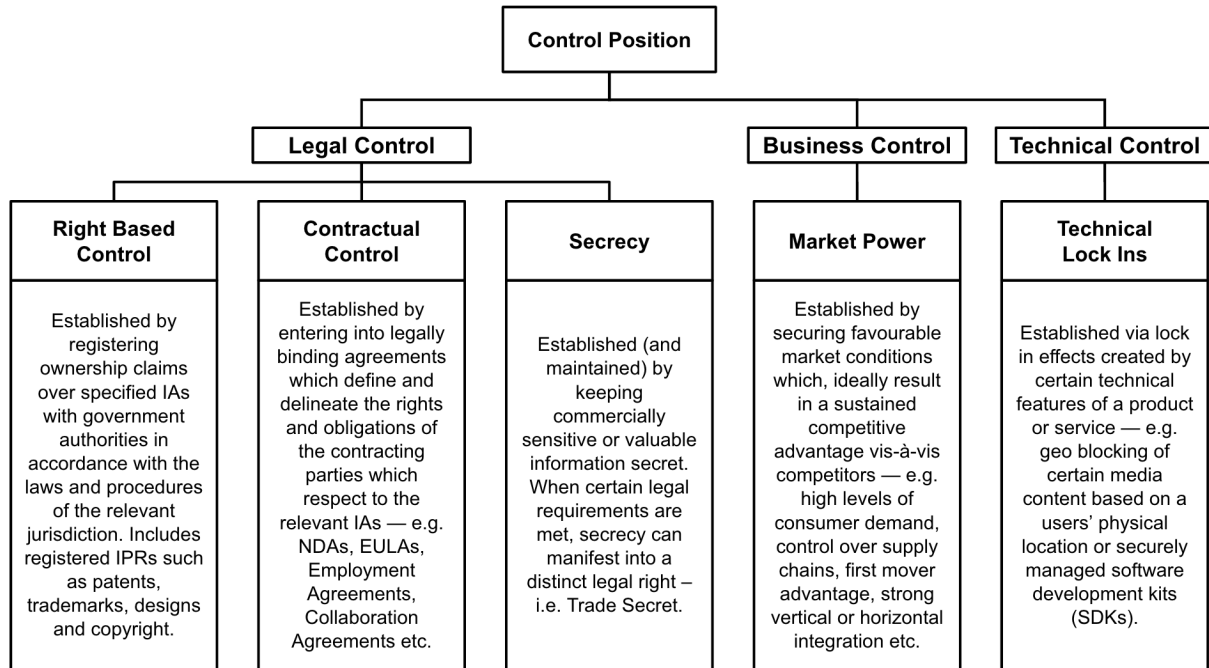 Control Position
Legal Control
Business Control
Technical Control
Right Based
Control
Established by
registering
ownership claims
over specified IAs
with government
authorities in
accordance with the
laws and procedures
of the relevant
jurisdiction. Includes
registered IPRs such
as patents,
trademarks, designs
and copyright.
Contractual
Control
Established by
entering into legally
binding agreements
which define and
delineate the rights
and obligations of
the contracting
parties which
respect to the
relevant IAs — e.g.
NDAs, EULAs,
Employment
Agreements,
Collaboration
Agreements etc.
Secrecy
Established (and
maintained) by
keeping
commercially
sensitive or valuable
information secret.
When certain legal
requirements are
met, secrecy can
manifest into a
distinct legal right –
i.e. Trade Secret.
Market Power
Established by
securing favourable
market conditions
which, ideally result
in a sustained
competitive
advantage vis-à-vis
competitors — e.g.
high levels of
consumer demand,
control over supply
chains, first mover
advantage, strong
vertical or horizontal
integration etc.
Technical
Lock Ins
Established via lock
in effects created by
certain technical
features of a product
or service — e.g.
geo blocking of
certain media
content based on a
users’ physical
location or securely
managed software
development kits
(SDKs).